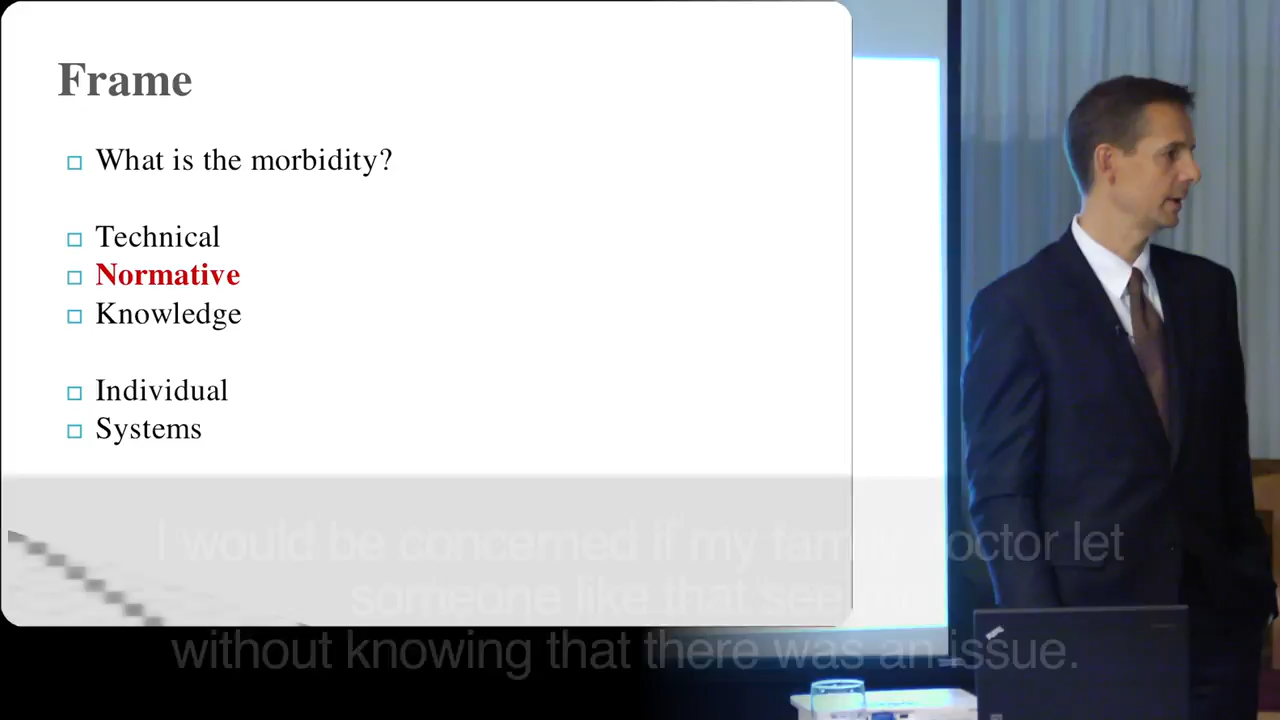 Frame
What is the morbidity?
Technical
Normative
Knowledge
Individual
Systems
I would be concerned if my family doctor let
someone like that see
without knowing that there was an issue.